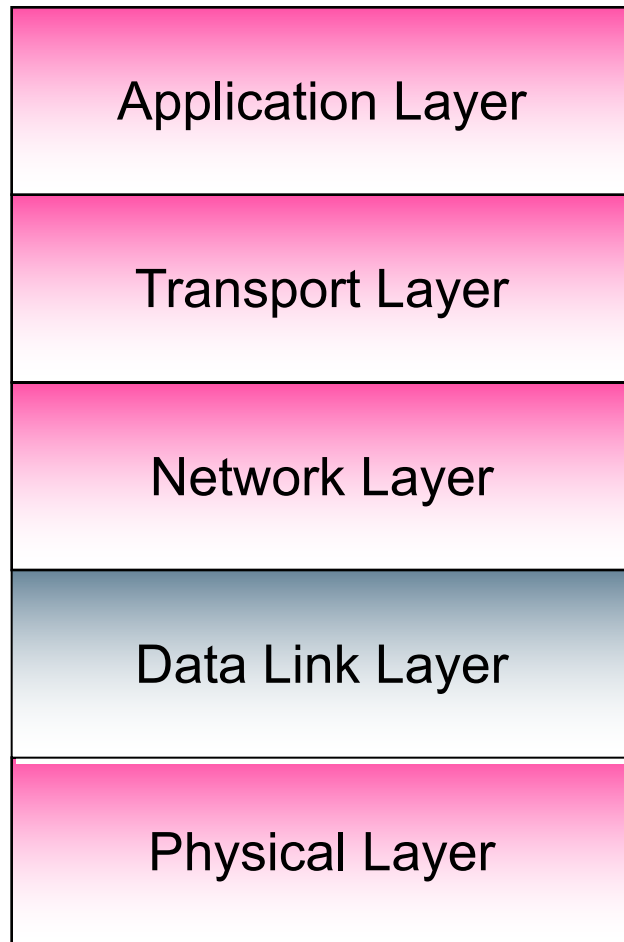 Application Layer
Transport Layer
Network Layer
Data Link Layer
Physical Layer